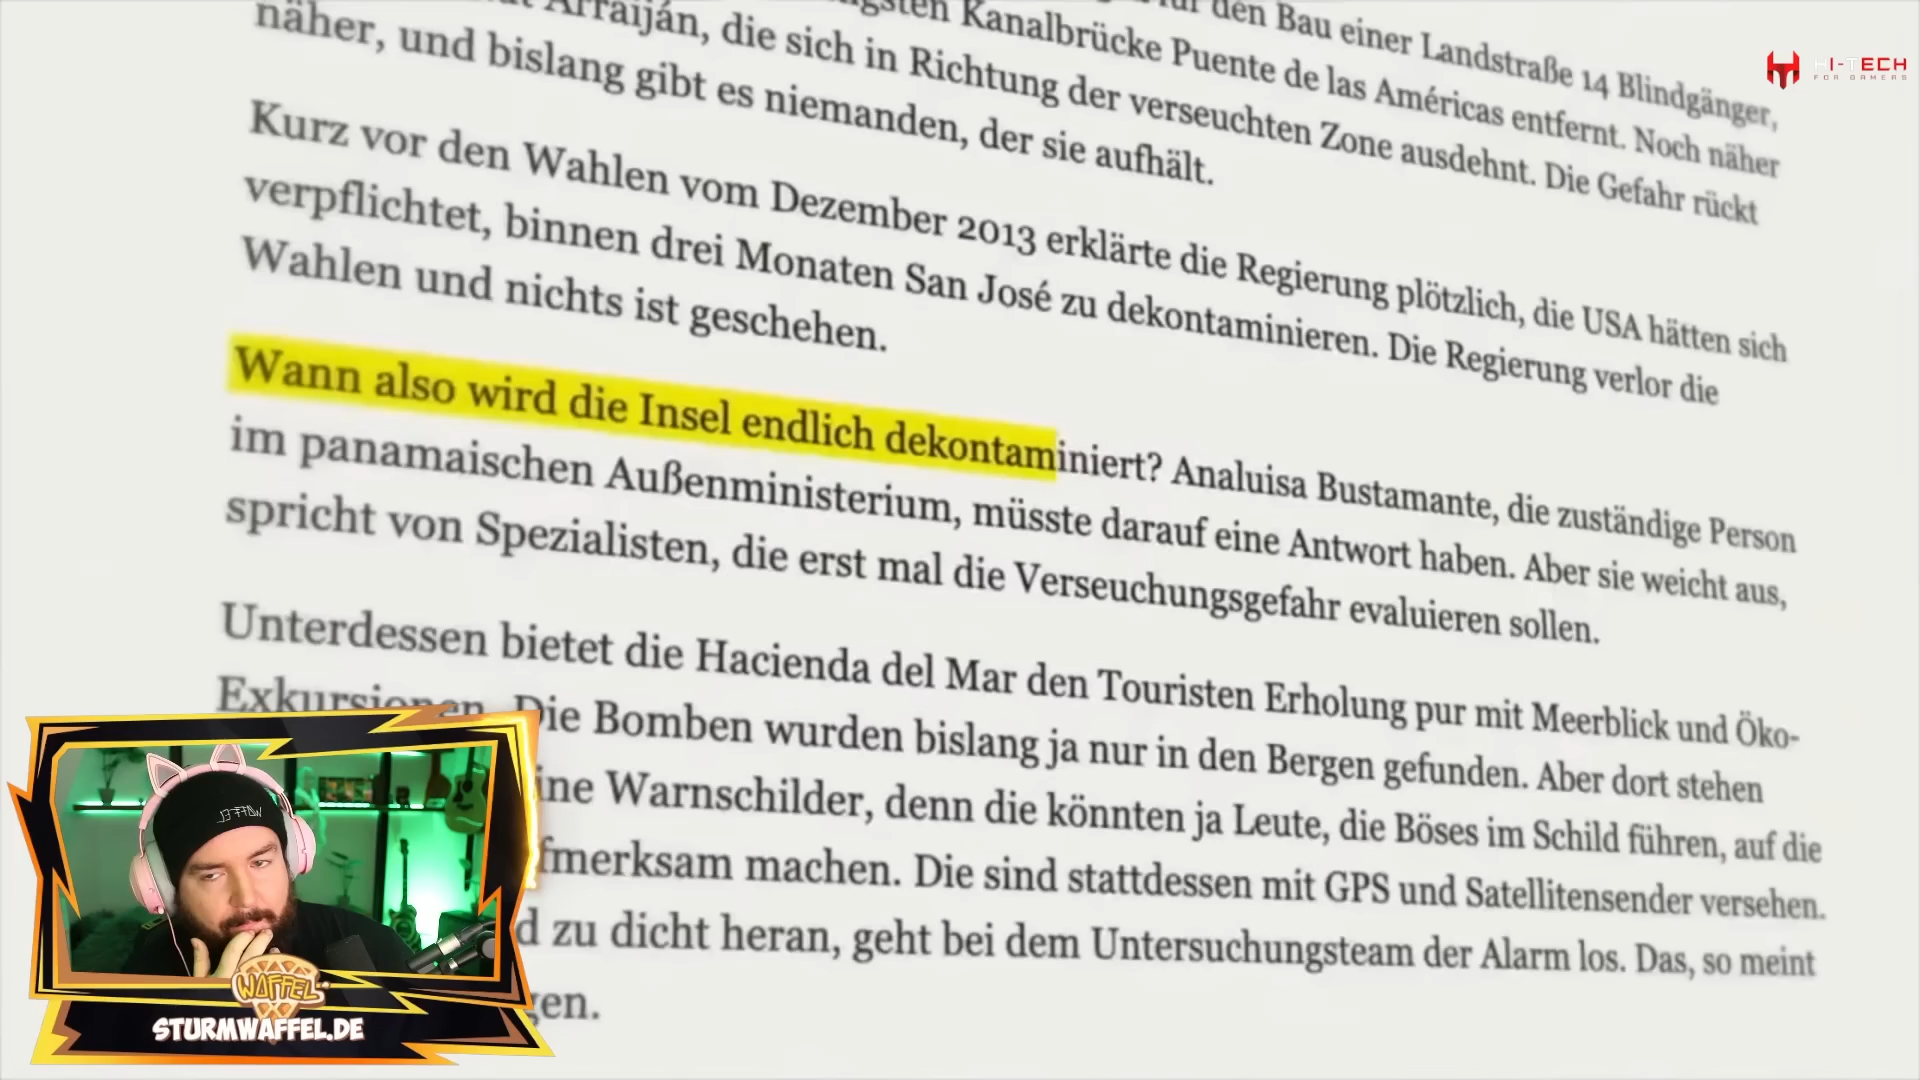 für den Bau einer Landstraße 14 Blindgänger,
Kanalbrücke Puente de las Américas entfernt. Noch näher
Arraiján, die sich in Richtung der verseuchten Zone ausdehnt. Die Gefahr rückt
näher, und bislang gibt es niemanden, der sie aufhält.
Kurz vor den Wahlen vom Dezember 2013 erklärte die Regierung plötzlich, die USA hätten sich
verpflichtet, binnen drei Monaten San José zu dekontaminieren. Die Regierung verlor die
Wahlen und nichts ist geschehen.
Wann also wird die Insel endlich dekontaminiert? Analuisa Bustamante, die zuständige Person
im panamaischen Außenministerium, müsste darauf eine Antwort haben. Aber sie weicht aus,
spricht von Spezialisten, die erst mal die Verseuchungsgefahr evaluieren sollen.
Unterdessen bietet die Hacienda del Mar den Touristen Erholung pur mit Meerblick und Öko-
Exkursionen. Die Bomben wurden bislang ja nur in den Bergen gefunden. Aber dort stehen
ine Warnschilder, denn die könnten ja Leute, die Böses im Schild führen, auf die
fmerksam machen. Die sind stattdessen mit GPS und Satellitensender versehen.
d zu dicht heran, geht bei dem Untersuchungsteam der Alarm los. Das, so meint
gen.
HI-TECH
FOR GAMERS
WAFFEL
STURMWAFFEL.DE